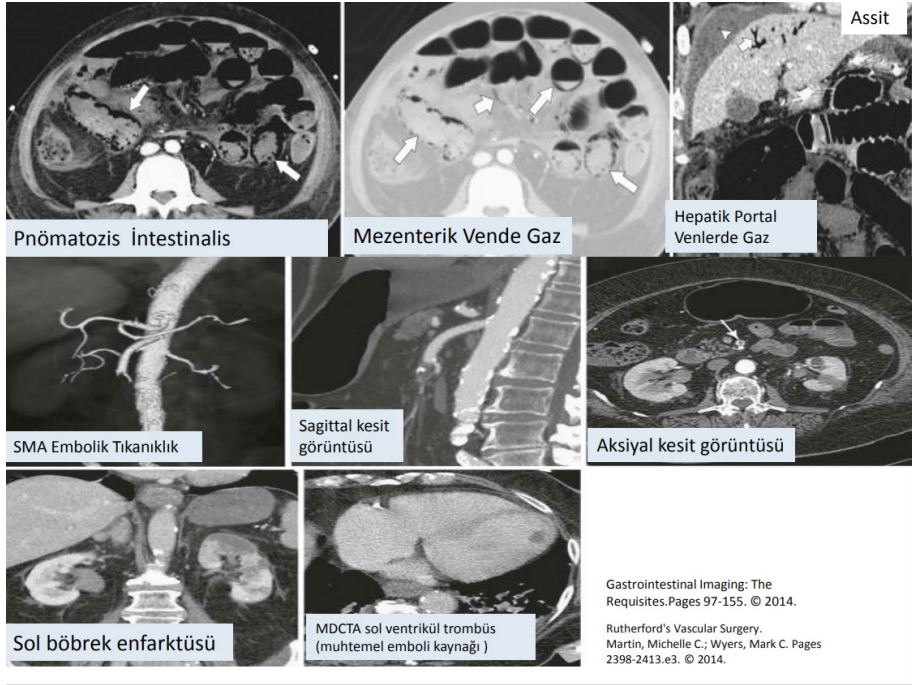 Assit
Pnömatozis İntestinalis
Mezenterik Vende Gaz
Hepatik Portal
Venlerde Gaz
SMA Embolik Tıkanıklık
Sagittal kesit
görüntüsü
Aksiyal kesit görüntüsü
Sol böbrek enfarktüsü
MDCTA sol ventrikül trombüs
(muhtemel emboli kaynağı )
Gastrointestinal Imaging: The
Requisites.Pages 97-155. © 2014.
Rutherford's Vascular Surgery.
Martin, Michelle C.; Wyers, Mark C. Pages
2398-2413.e3. © 2014.